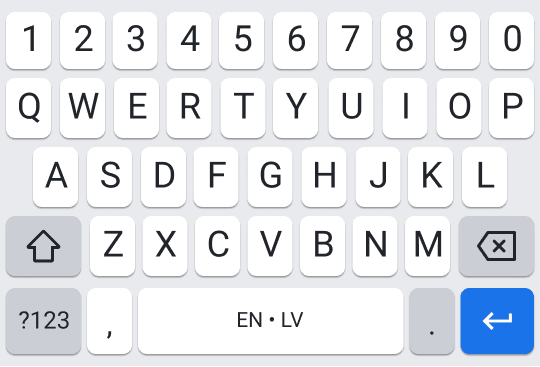 1 2 3 4 5 6 7 8 9 0
Q W E R T Y U I O P
A S D F G H J K L
Z X C V B N M
?123 , EN • LV .